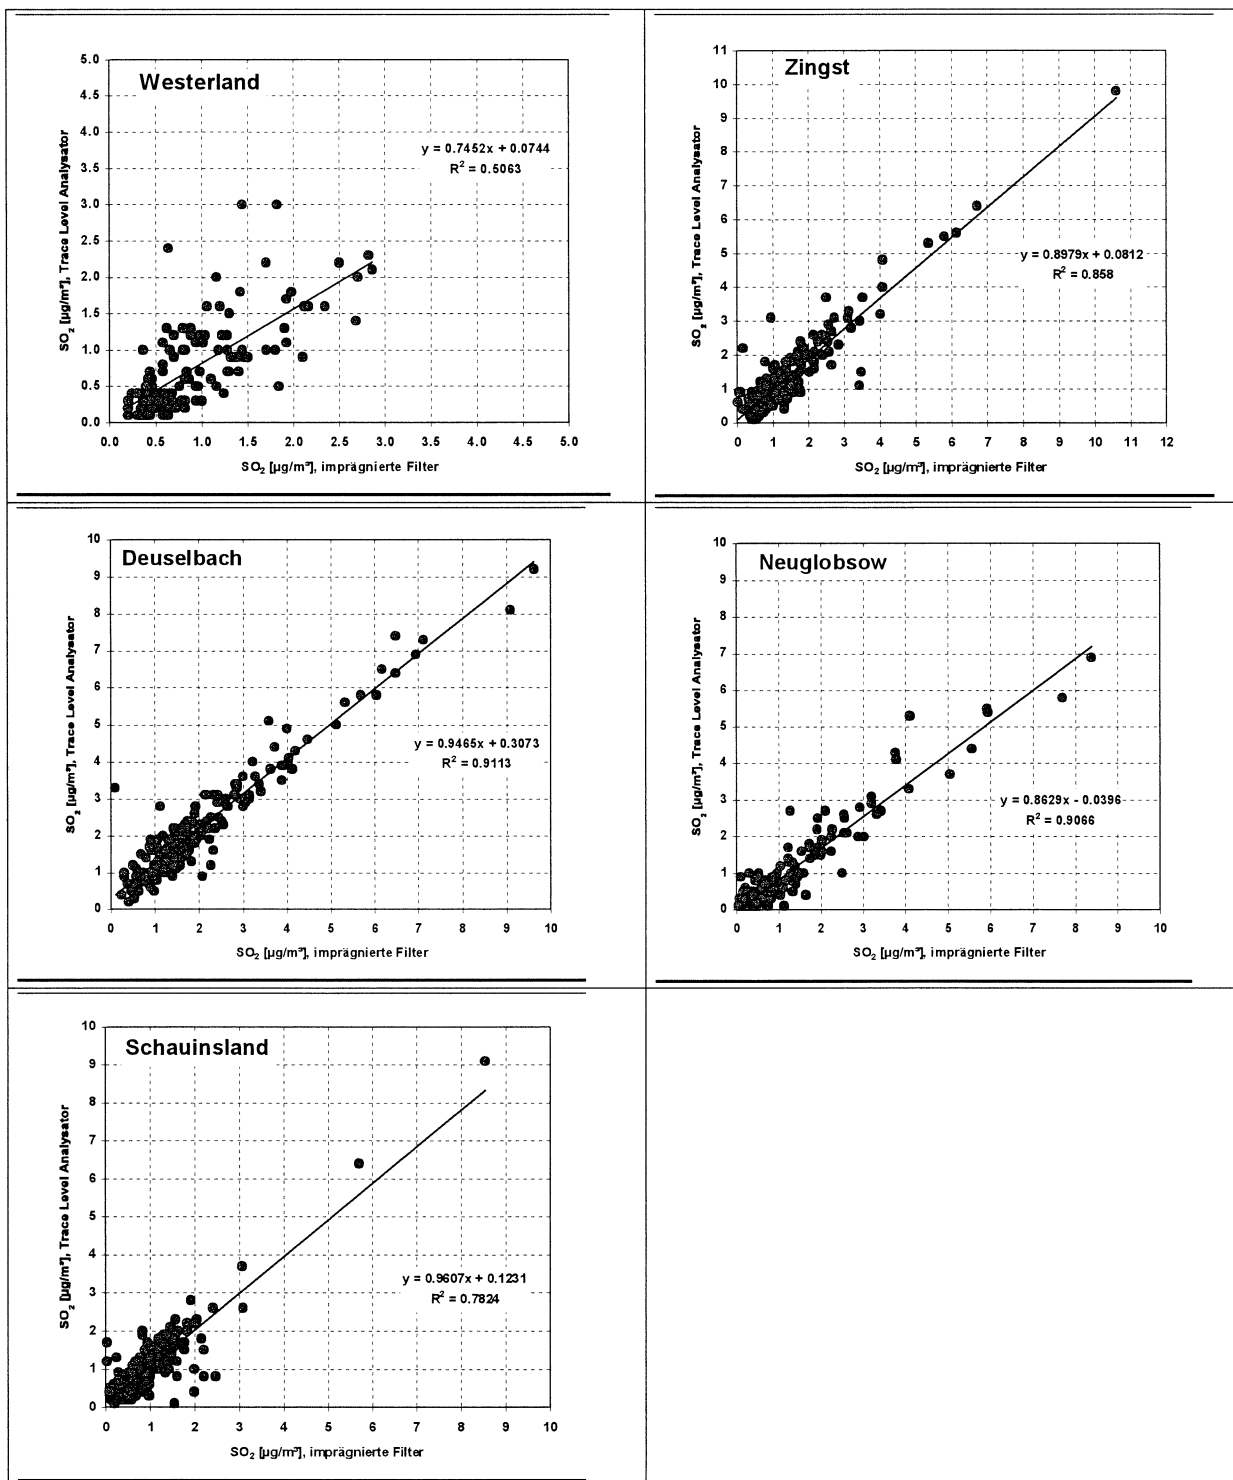 Westerland
5.0
4.5
4.0
3.5
3.0
2.5
2.0
1.5
1.0
0.5
0.0
SO2 [µg/m³], Trace Level Analysator
y = 0.7452x + 0.0744
R² = 0.5063
0.0 0.5 1.0 1.5 2.0 2.5 3.0 3.5 4.0 4.5 5.0
SO2 [µg/m³], imprägnierte Filter
Zingst
11
10
9
8
7
6
5
4
3
2
1
0
SO2 [µg/m³], Trace Level Analysator
y = 0.8979x + 0.0812
R² = 0.858
0 1 2 3 4 5 6 7 8 9 10 11 12
SO2 [µg/m³], imprägnierte Filter
Deuselbach
10
9
8
7
6
5
4
3
2
1
0
SO2 [µg/m³], Trace Level Analysator
y = 0.9465x + 0.3073
R² = 0.9113
0 1 2 3 4 5 6 7 8 9 10
SO2 [µg/m³], imprägnierte Filter
Neuglobsow
10
9
8
7
6
5
4
3
2
1
0
SO2 [µg/m³], Trace Level Analysator
y = 0.8629x - 0.0396
R² = 0.9066
0 1 2 3 4 5 6 7 8 9 10
SO2 [µg/m³], imprägnierte Filter
Schauinsland
10
9
8
7
6
5
4
3
2
1
0
SO2 [µg/m³], Trace Level Analysator
y = 0.9607x + 0.1231
R² = 0.7824
0 1 2 3 4 5 6 7 8 9 10
SO2 [µg/m³], imprägnierte Filter